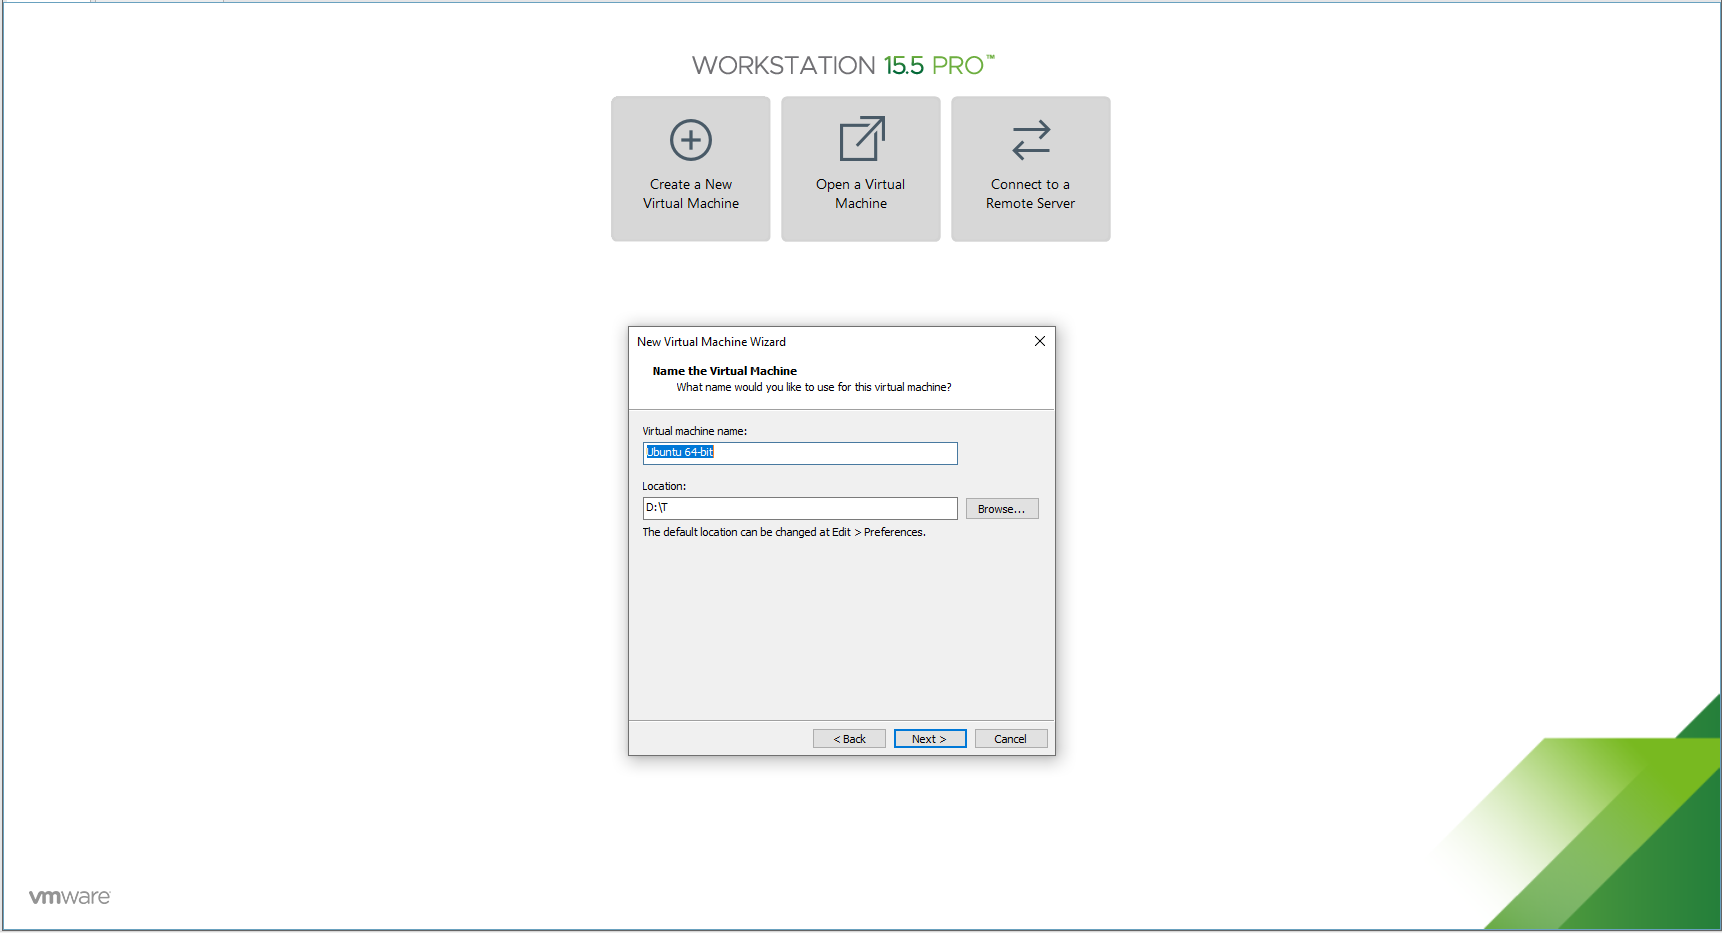 WORKSTATION 15.5 PRO™
Create a New
Virtual Machine
Open a Virtual
Machine
Connect to a
Remote Server
New Virtual Machine Wizard
Name the Virtual Machine
What name would you like to use for this virtual machine?
Virtual machine name:
Ubuntu 64-bit
Location:
D:\T
Browse...
The default location can be changed at Edit > Preferences.
< Back
Next >
Cancel
vmware